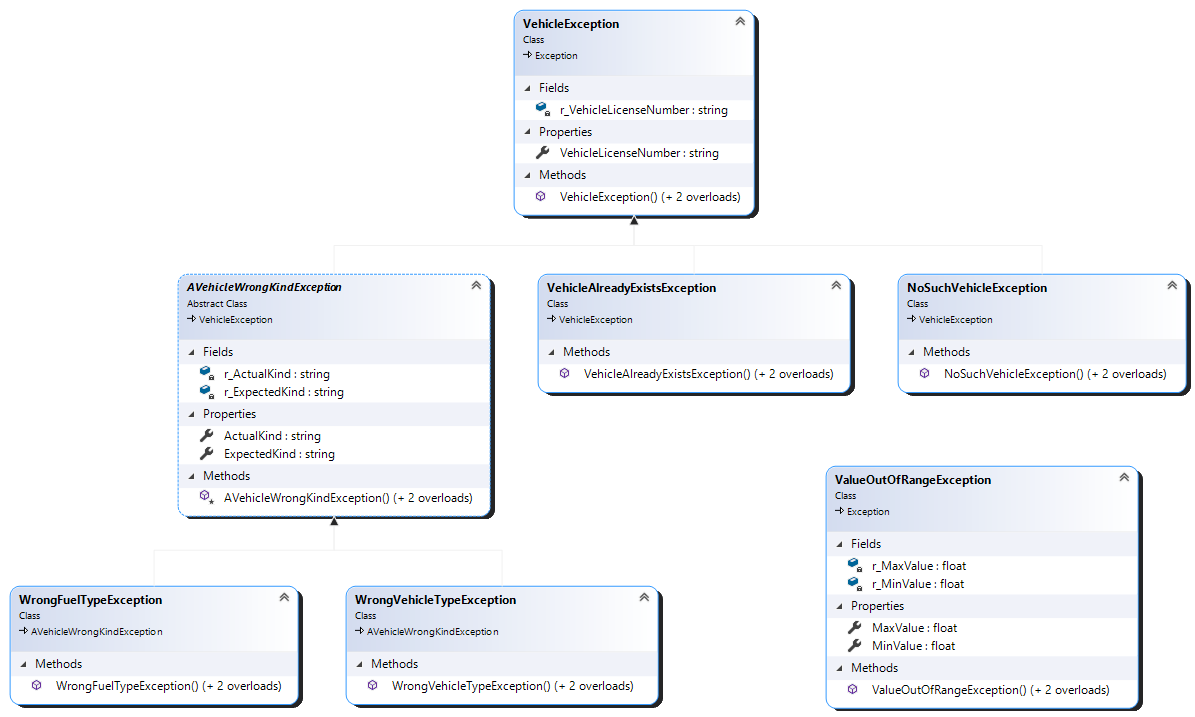 VehicleException
Class
Exception
Fields
r_VehicleLicenseNumber : string
Properties
VehicleLicenseNumber : string
Methods
VehicleException() (+ 2 overloads)
AVehicleWrongKindException
Abstract Class
VehicleException
Fields
r_ActualKind : string
r_ExpectedKind : string
Properties
ActualKind : string
ExpectedKind : string
Methods
AVehicleWrongKindException() (+ 2 overloads)
VehicleAlreadyExistsException
Class
VehicleException
Methods
VehicleAlreadyExistsException() (+ 2 overloads)
NoSuchVehicleException
Class
VehicleException
Methods
NoSuchVehicleException() (+ 2 overloads)
WrongFuelTypeException
Class
AVehicleWrongKindException
Methods
WrongFuelTypeException() (+ 2 overloads)
WrongVehicleTypeException
Class
AVehicleWrongKindException
Methods
WrongVehicleTypeException() (+ 2 overloads)
ValueOutOfRangeException
Class
Exception
Fields
r_MaxValue : float
r_MinValue : float
Properties
MaxValue : float
MinValue : float
Methods
ValueOutOfRangeException() (+ 2 overloads)